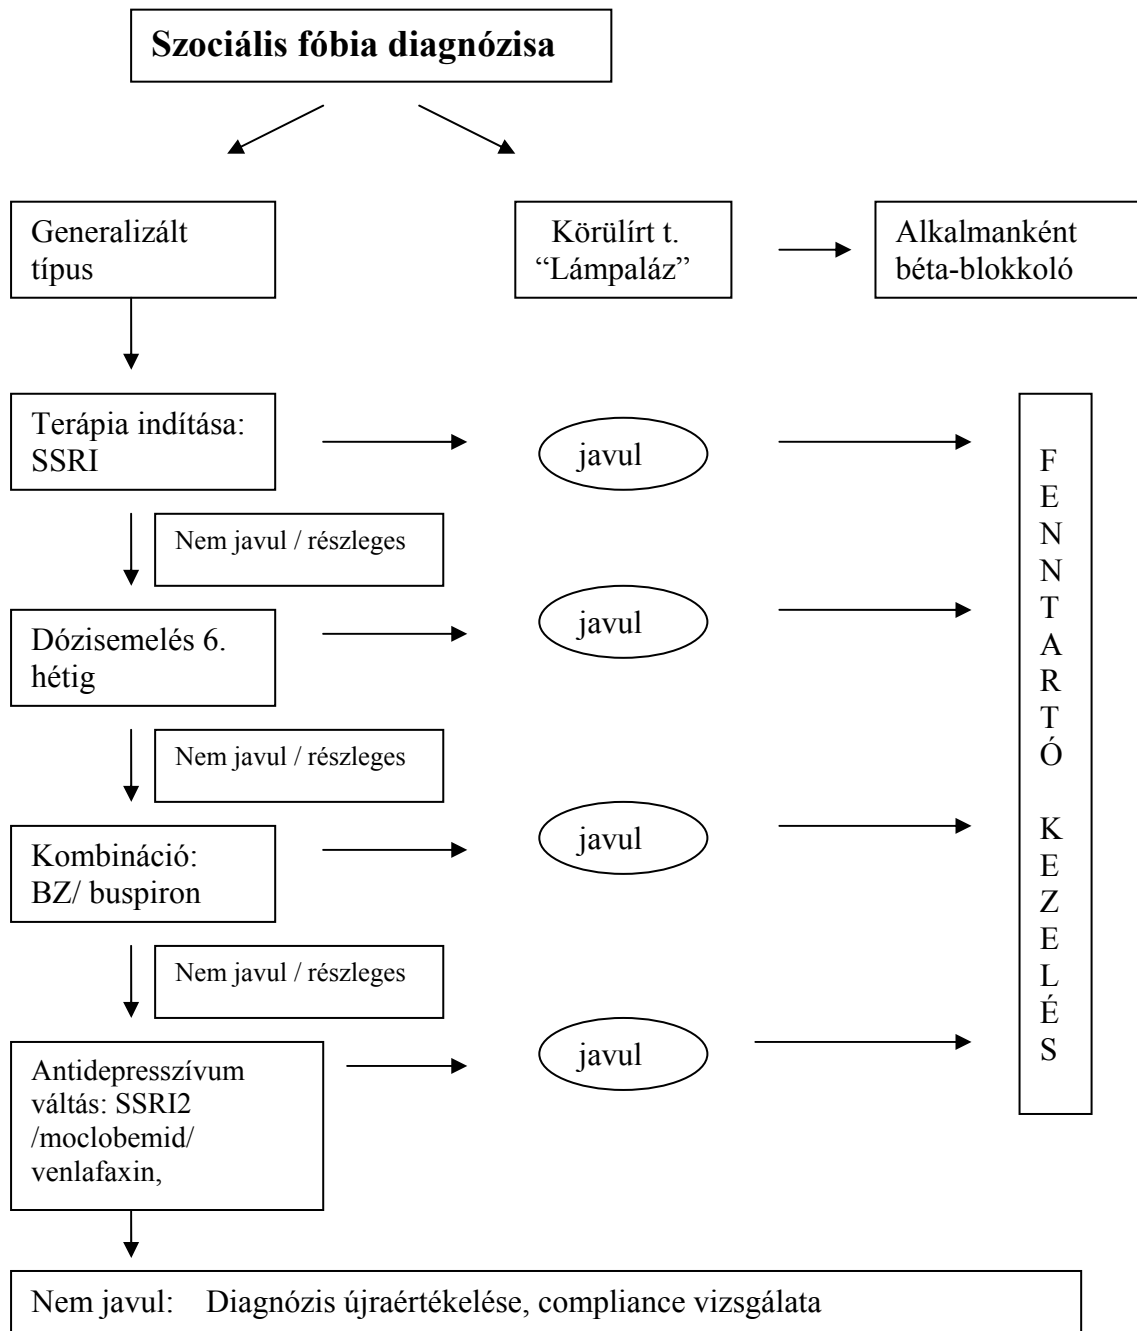 Szociális fóbia diagnózisa
Generalizált
típus
Körülírt t.
“Lámpaláz”
Alkalmanként
béta-blokkoló
Terápia indítása:
SSRI
javul
Nem javul / részleges
Dózisemelés 6.
hétig
javul
Nem javul / részleges
Kombináció:
BZ/ buspiron
javul
Nem javul / részleges
Antidepresszívum
váltás: SSRI2
/moclobemid/
venlafaxin,
javul
FENNTARTÓ KEZELÉS
Nem javul: Diagnózis újraértékelése, compliance vizsgálata